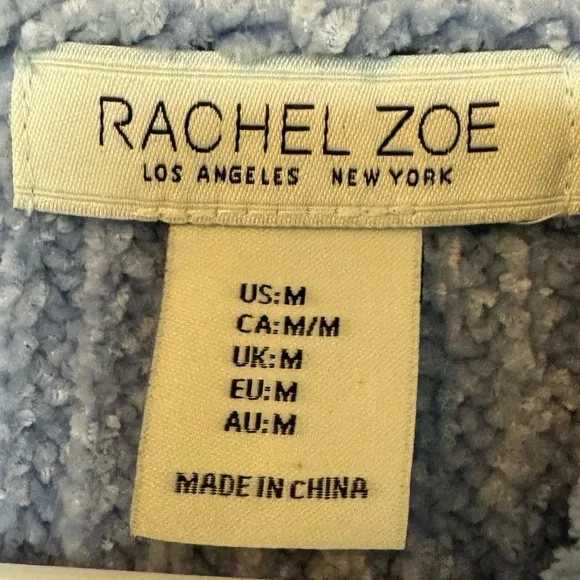 RACHEL ZOE
LOS ANGELES NEW YORK
US:M
CA:M/M
UK:M
EU:M
AU:M
MADE IN CHINA